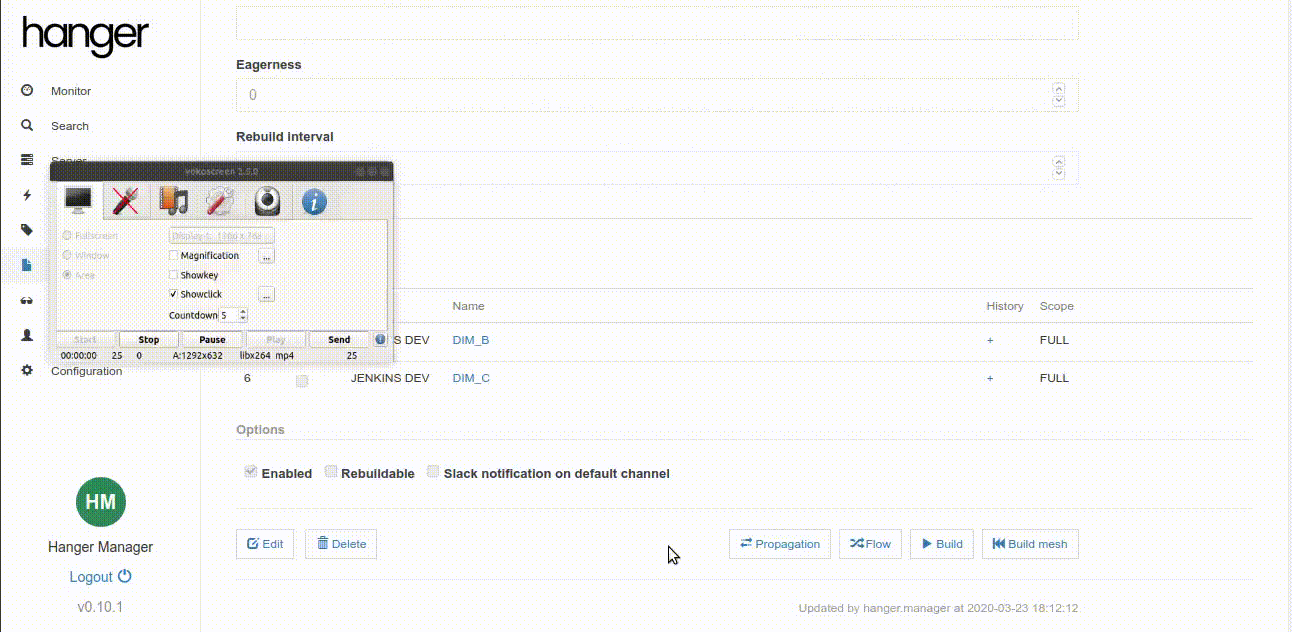 hanger
Monitor
Search
Server
Configuration
HM
Hanger Manager
Logout
v0.10.1
Eagerness
0
Rebuild interval
vokoscreen 2.5.0
Fullscreen
Window
Area
Display 1: 1366 x 768
Magnification
...
Showkey
Showclick
...
Countdown 5
Start Stop Pause Play Send
00:00:00 25 0 A:1292x632 libx264 mp4 25
Name History Scope
S DEV DIM_B + FULL
6 JENKINS DEV DIM_C + FULL
Options
Enabled Rebuildable Slack notification on default channel
Edit Delete Propagation Flow Build Build mesh
Updated by hanger.manager at 2020-03-23 18:12:12